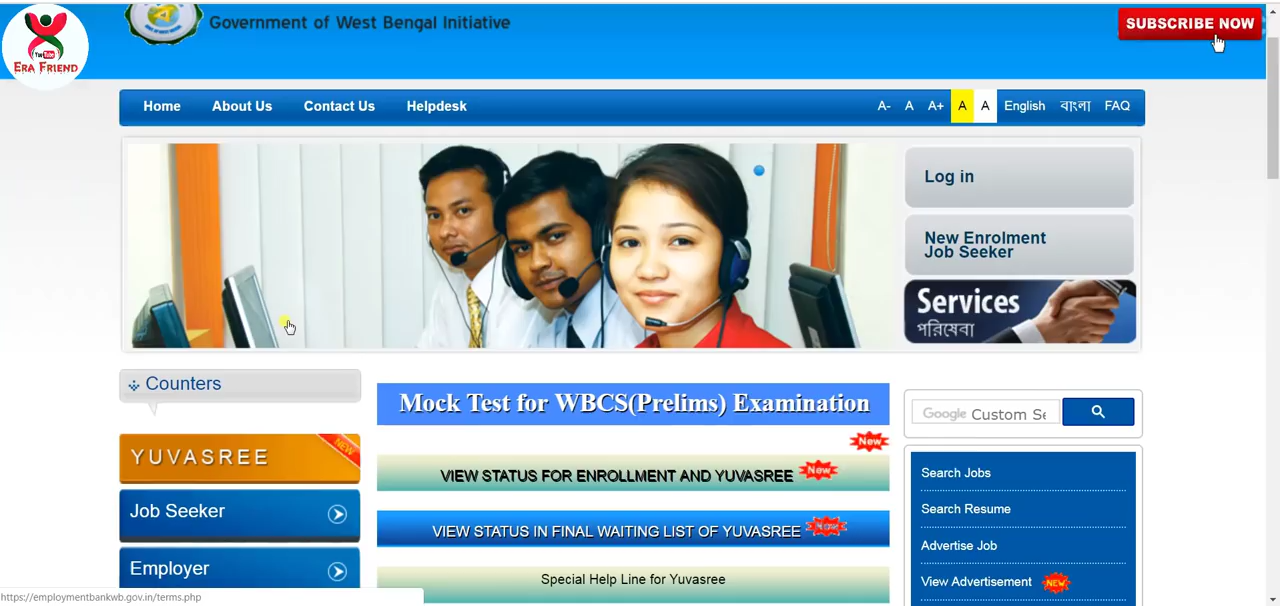 Government of West Bengal Initiative
SUBSCRIBE NOW
You Tube
ERA FRIEND
Home About Us Contact Us Helpdesk A- A A+ A A English বাংলা FAQ
Log in
New Enrolment
Job Seeker
Services
পরিষেবা
Counters
Mock Test for WBCS(Prelims) Examination
Google Custom Se
New
YUVASREE NEW
VIEW STATUS FOR ENROLLMENT AND YUVASREE New
Search Jobs
Job Seeker
Search Resume
VIEW STATUS IN FINAL WAITING LIST OF YUVASREE New
Advertise Job
Employer
Special Help Line for Yuvasree
View Advertisement NEW
https://employmentbankwb.gov.in/terms.php